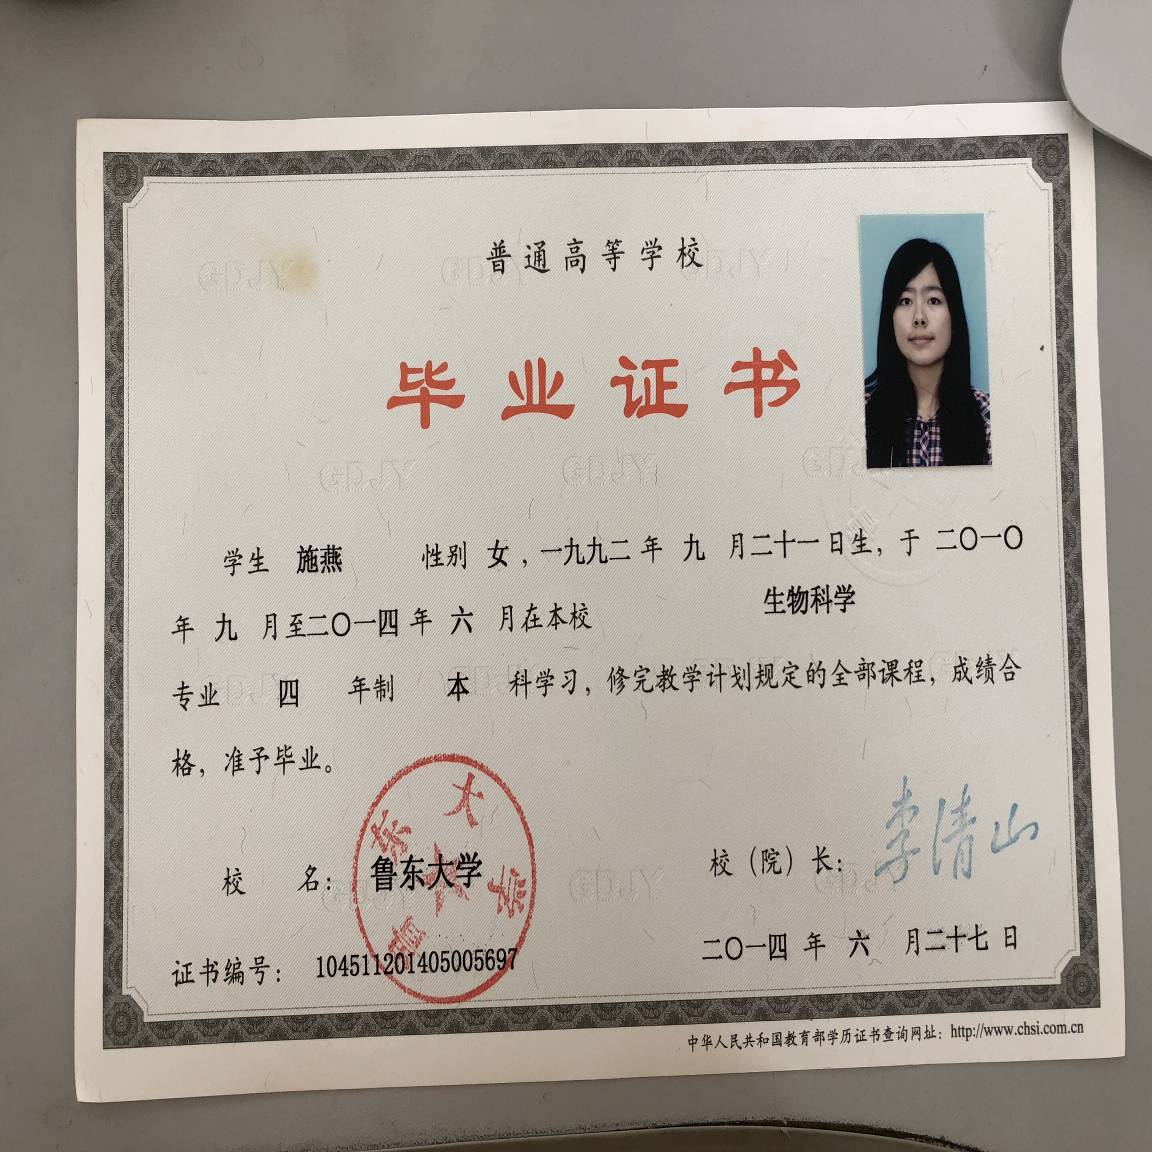 普通高等学校
毕业证书
学生 施燕 性别 女，一九九二年 九 月二十一日生，于 二〇一〇
年 九 月至二〇一四年 六 月在本校 生物科学
专业 四 年制 本 科学习，修完教学计划规定的全部课程，成绩合
格，准予毕业。
校 名： 鲁东大学
校（院）长： 李清山
鲁东大学
证书编号： 104511201405005697
二〇一四 年 六 月二十七 日
中华人民共和国教育部学历证书查询网址：http://www.chsi.com.cn